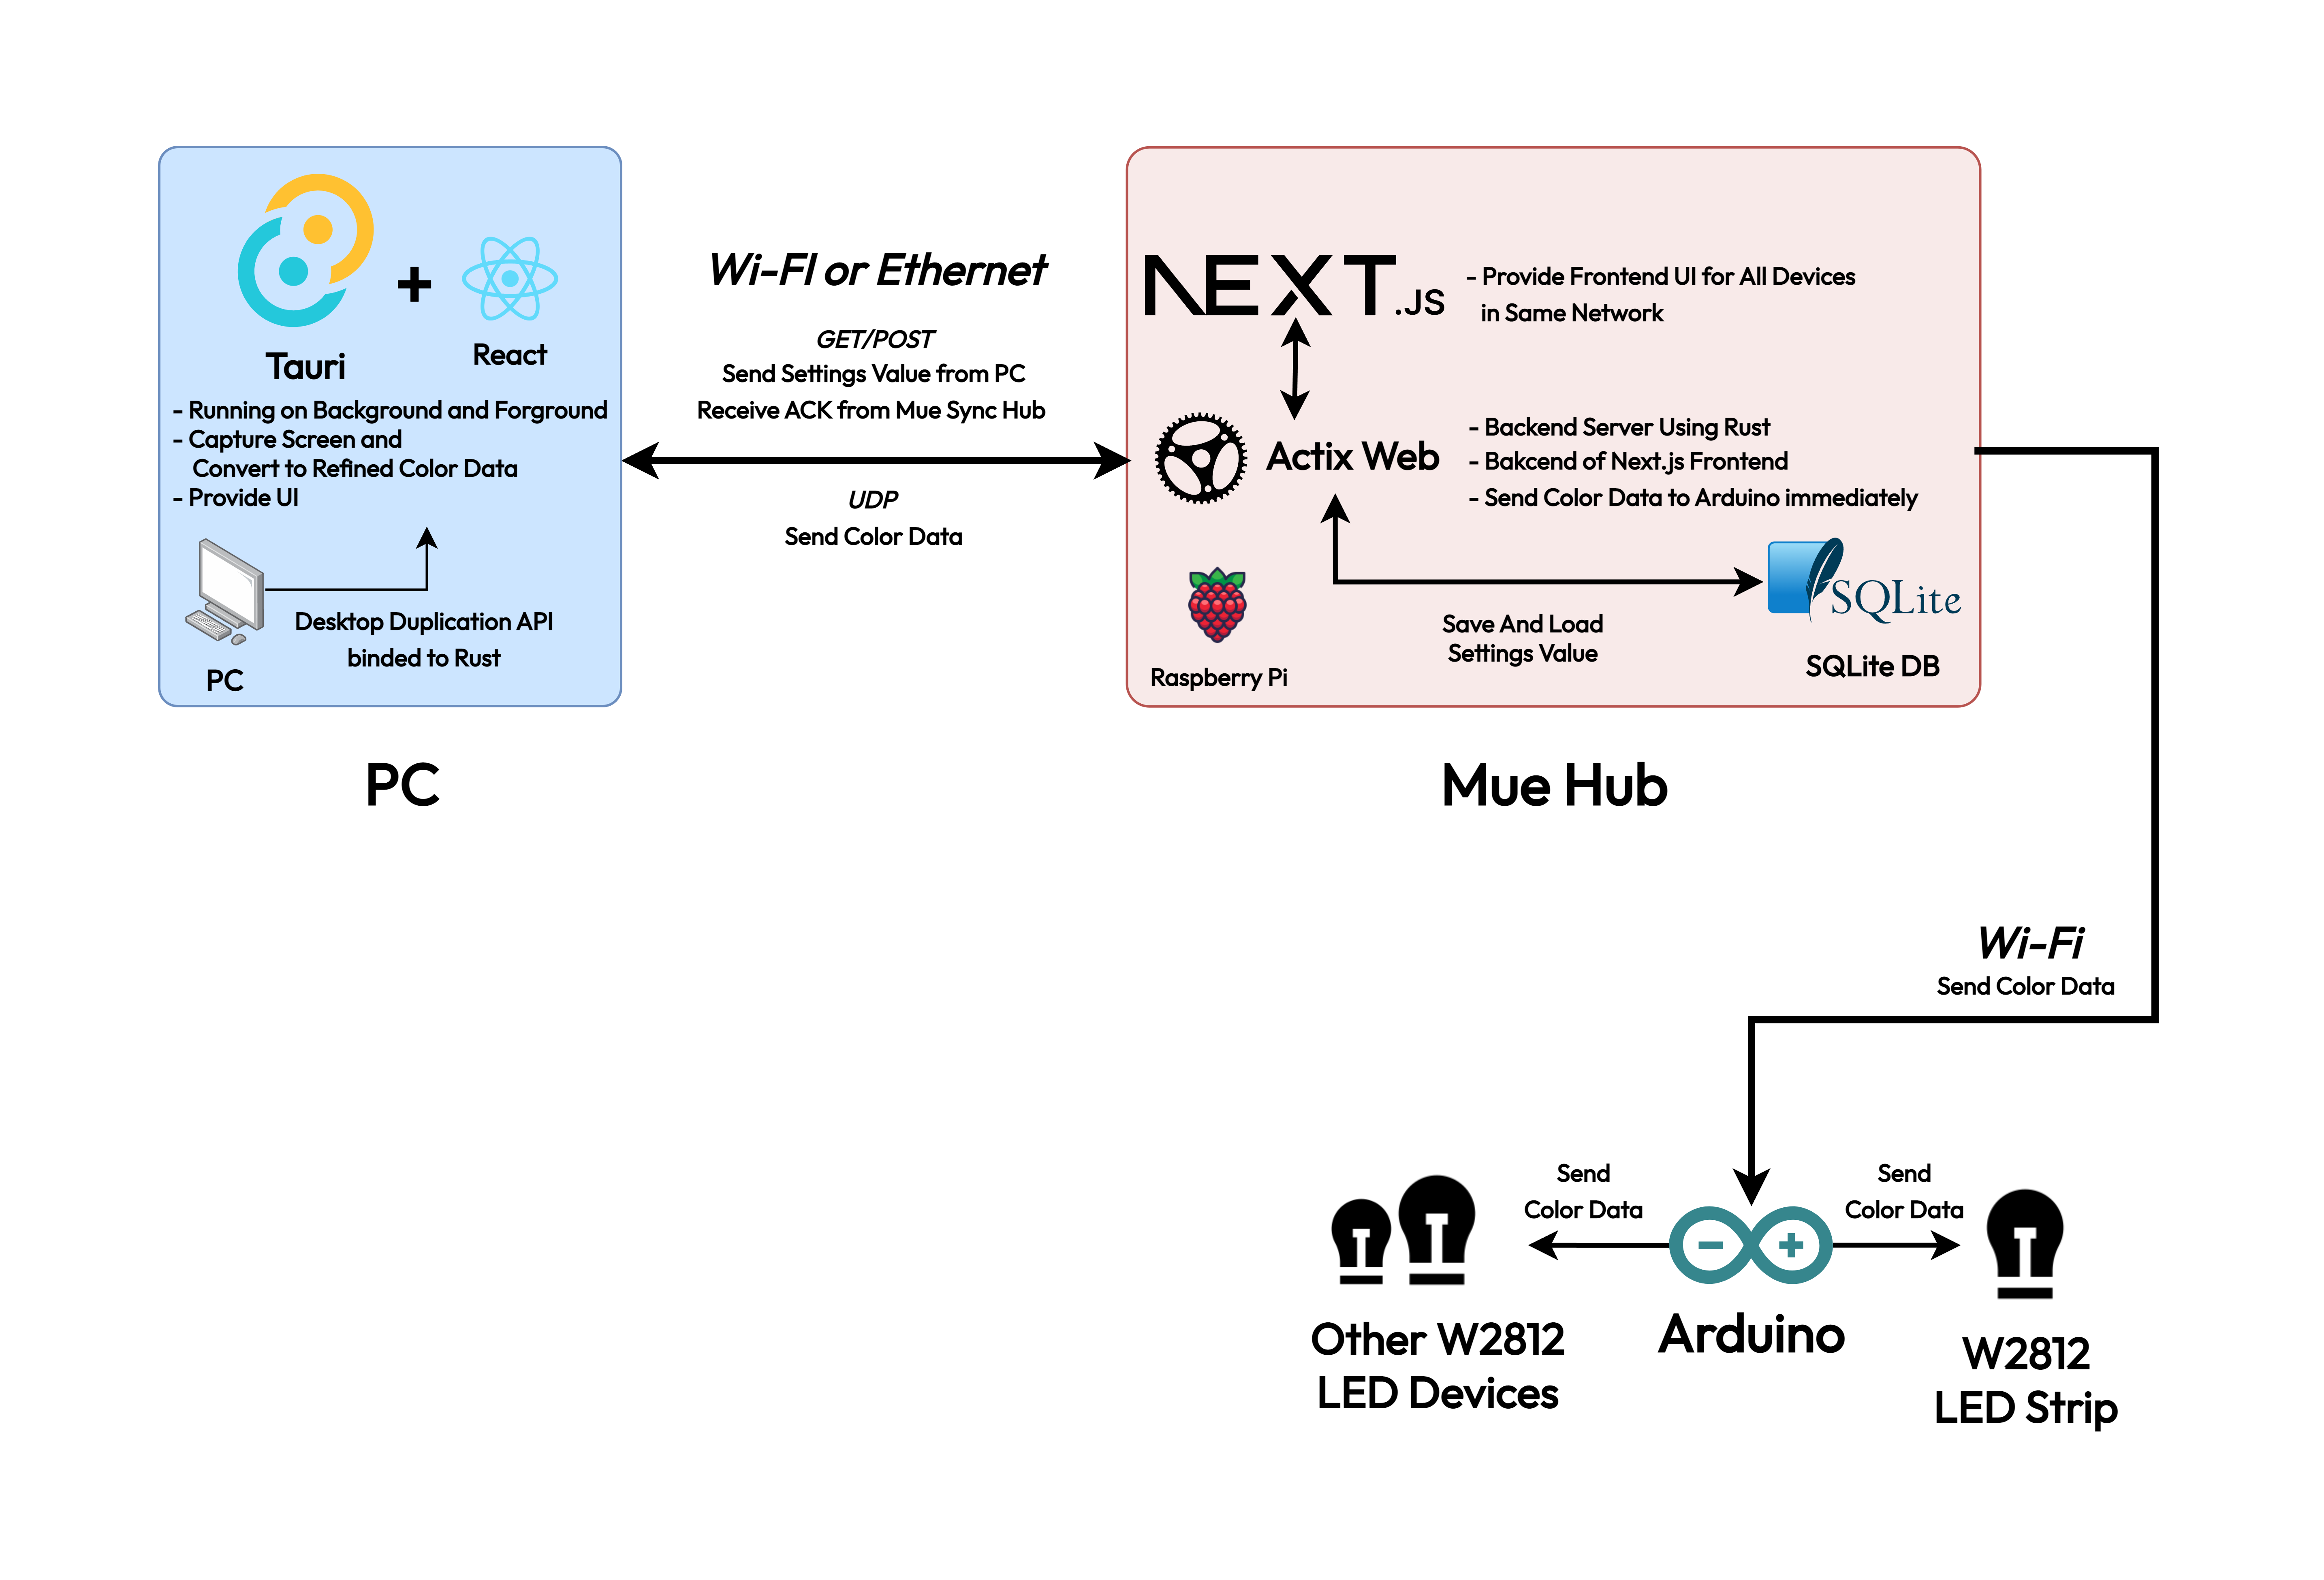 Tauri
+
React
- Running on Background and Forground
- Capture Screen and
Convert to Refined Color Data
- Provide UI
Desktop Duplication API
binded to Rust
PC
PC
Wi-FI or Ethernet
GET/POST
Send Settings Value from PC
Receive ACK from Mue Sync Hub
UDP
Send Color Data
NEXT.JS
- Provide Frontend UI for All Devices
in Same Network
Actix Web
- Backend Server Using Rust
- Bakcend of Next.js Frontend
- Send Color Data to Arduino immediately
Raspberry Pi
Save And Load
Settings Value
SQLite
SQLite DB
Mue Hub
Wi-Fi
Send Color Data
Send
Color Data
Send
Color Data
Other W2812
LED Devices
- +
Arduino
W2812
LED Strip